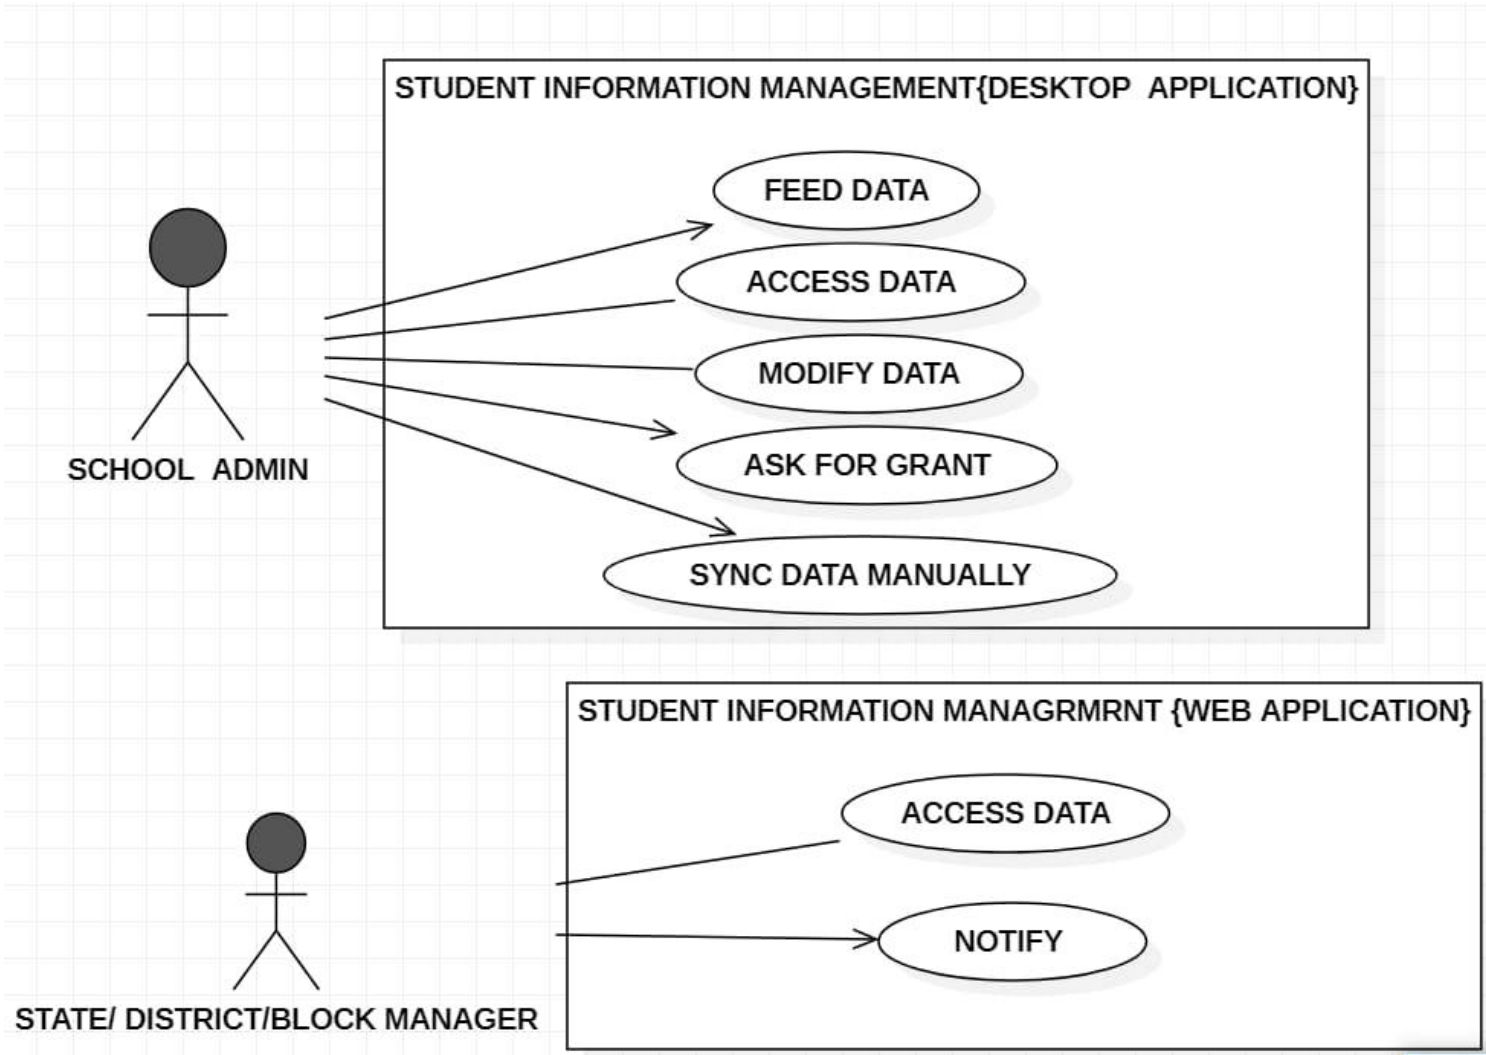 STUDENT INFORMATION MANAGEMENT{DESKTOP APPLICATION}
FEED DATA
ACCESS DATA
MODIFY DATA
ASK FOR GRANT
SYNC DATA MANUALLY
SCHOOL ADMIN
STUDENT INFORMATION MANAGRMRNT {WEB APPLICATION}
ACCESS DATA
NOTIFY
STATE/ DISTRICT/BLOCK MANAGER